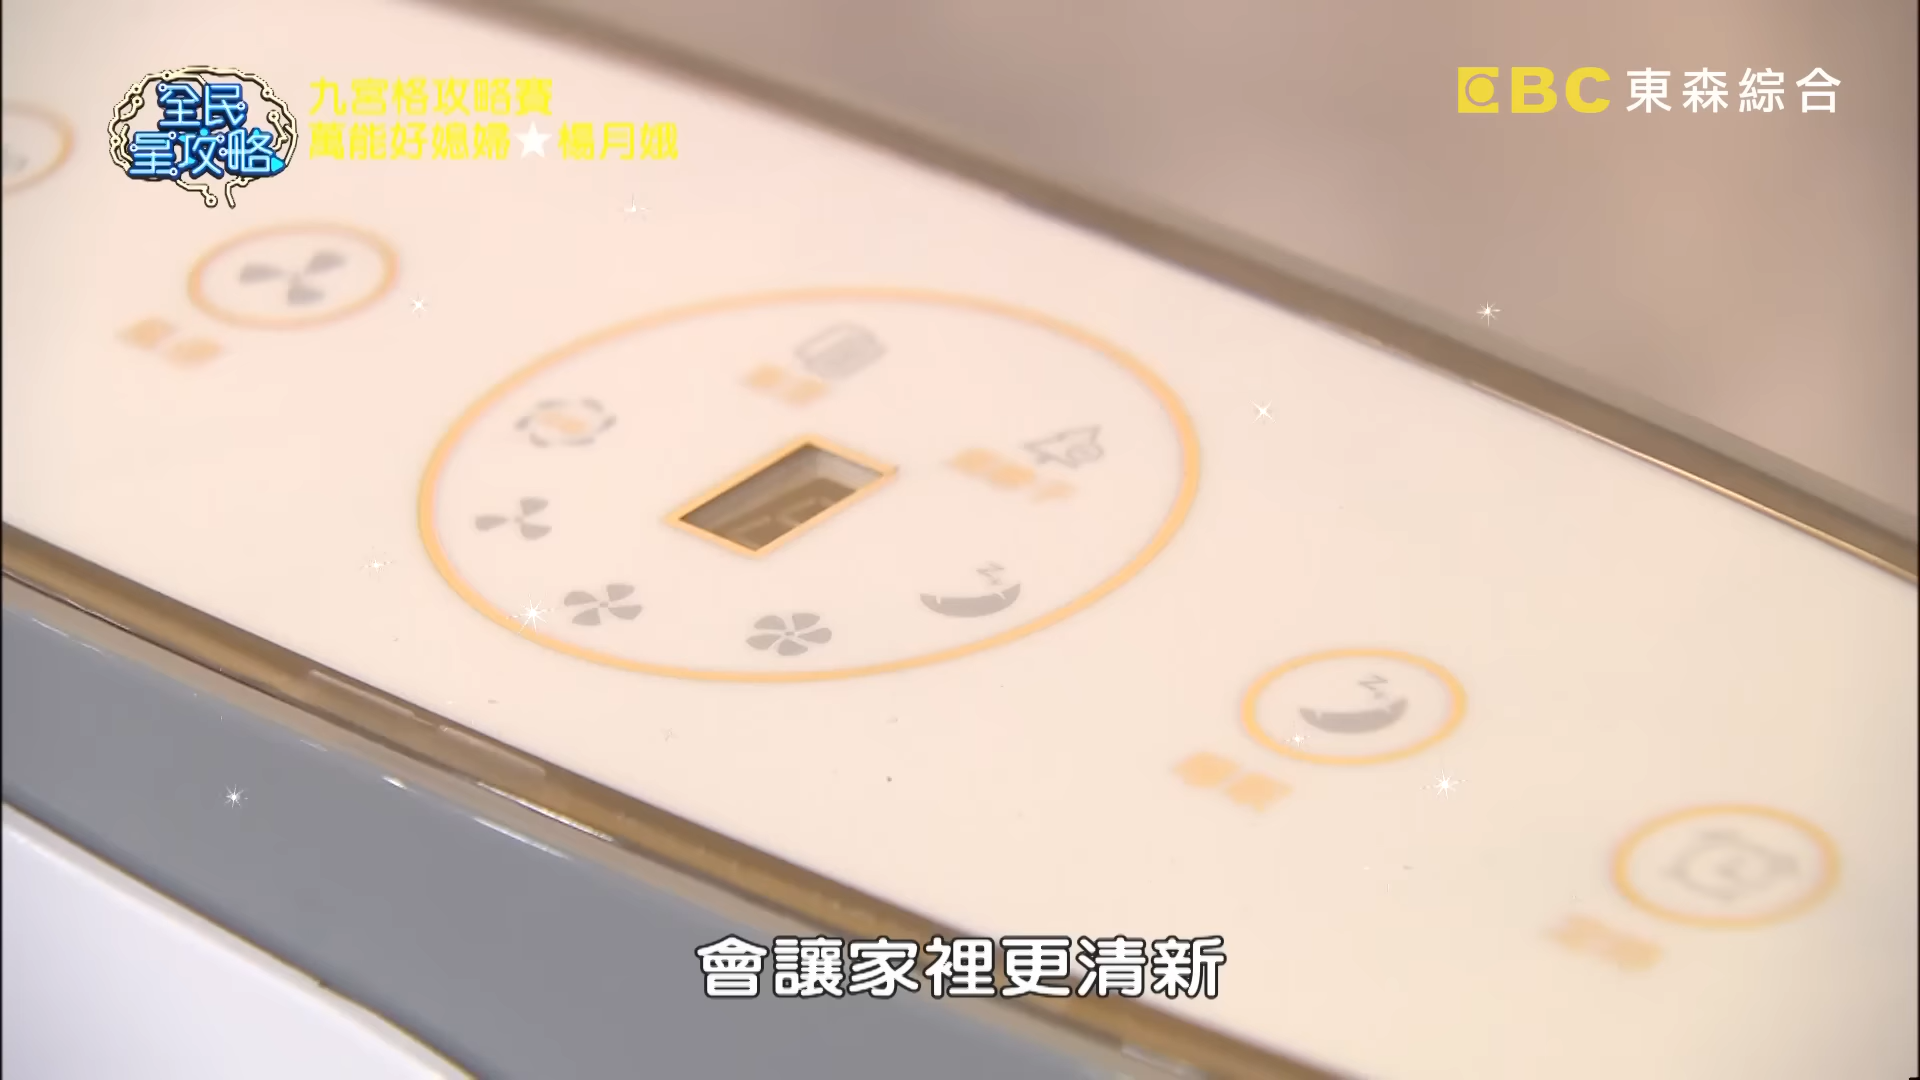 全民
星攻略
九宮格攻略賽
萬能好媳婦★楊月娥
EBC 東森綜合
會讓家裡更清新